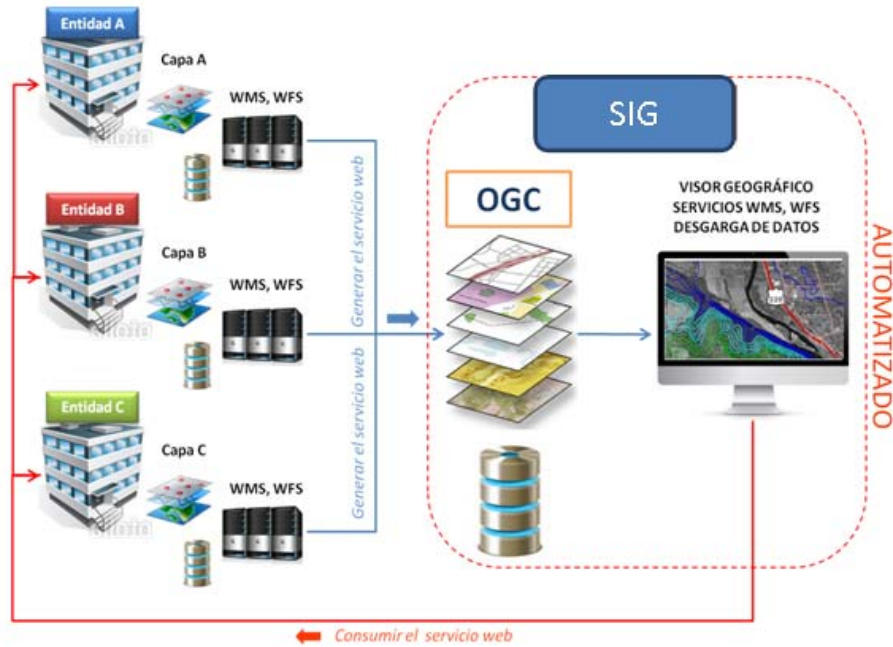 Entidad A
Capa A
WMS, WFS
Entidad B
Capa B
WMS, WFS
Entidad C
Capa C
WMS, WFS
Generar el servicio web
Generar el servicio web
SIG
OGC
VISOR GEOGRÁFICO
SERVICIOS WMS, WFS
DESGARGA DE DATOS
AUTOMATIZADO
Consumir el servicio web